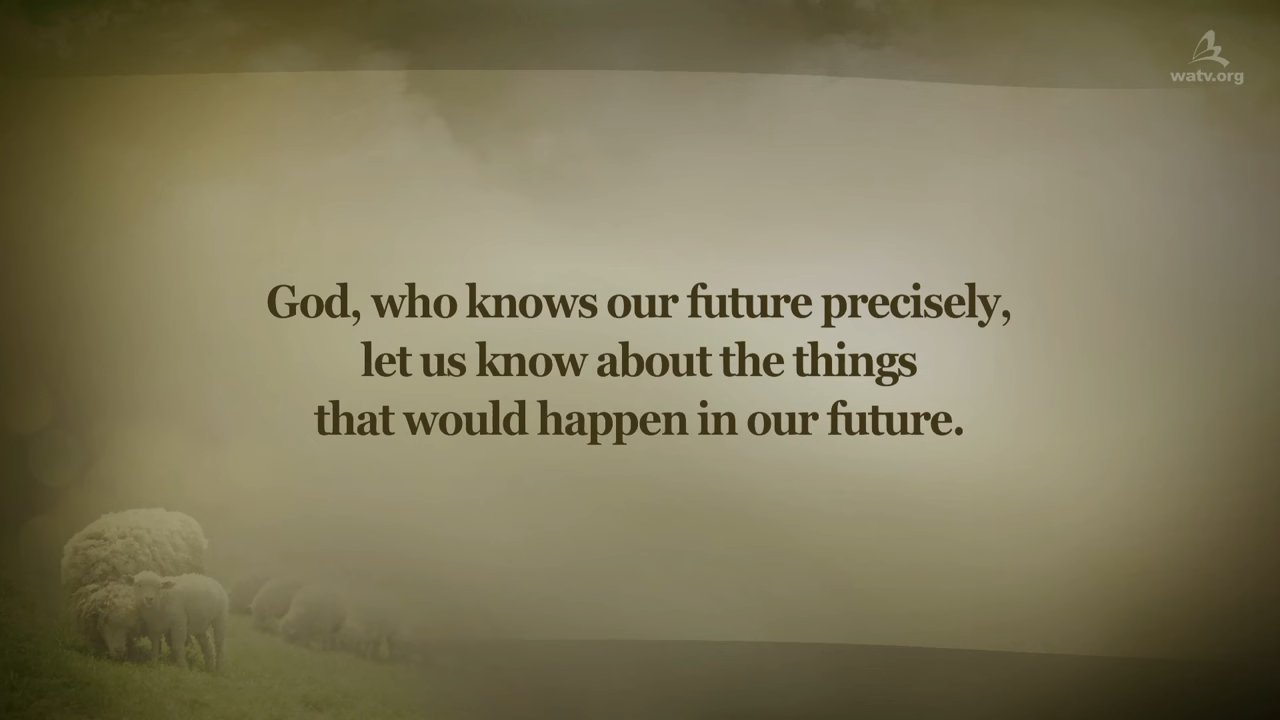 watv.org
God, who knows our future precisely,
let us know about the things
that would happen in our future.